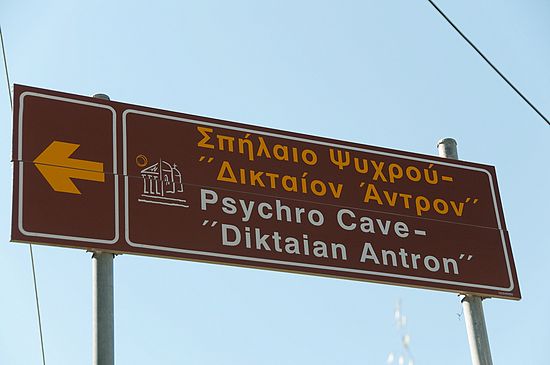 Σπήλαιο Ψυχρού-
"Δικταίον Άντρον"
Psychro Cave-
"Diktaian Antron"